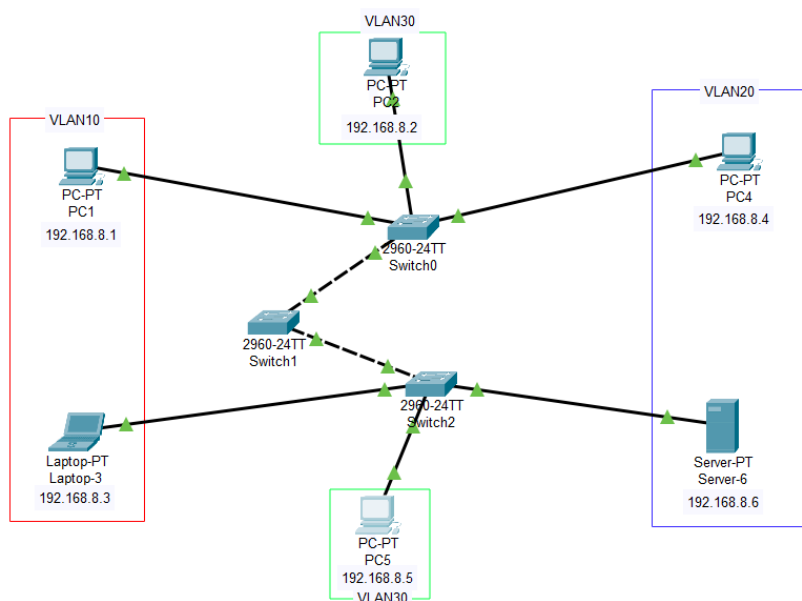 VLAN30
PC-PT
PC2
192.168.8.2
VLAN10
PC-PT
PC1
192.168.8.1
VLAN20
PC-PT
PC4
192.168.8.4
2960-24TT
Switch0
2960-24TT
Switch1
2960-24TT
Switch2
Laptop-PT
Laptop-3
192.168.8.3
Server-PT
Server-6
192.168.8.6
PC-PT
PC5
192.168.8.5
VLAN30